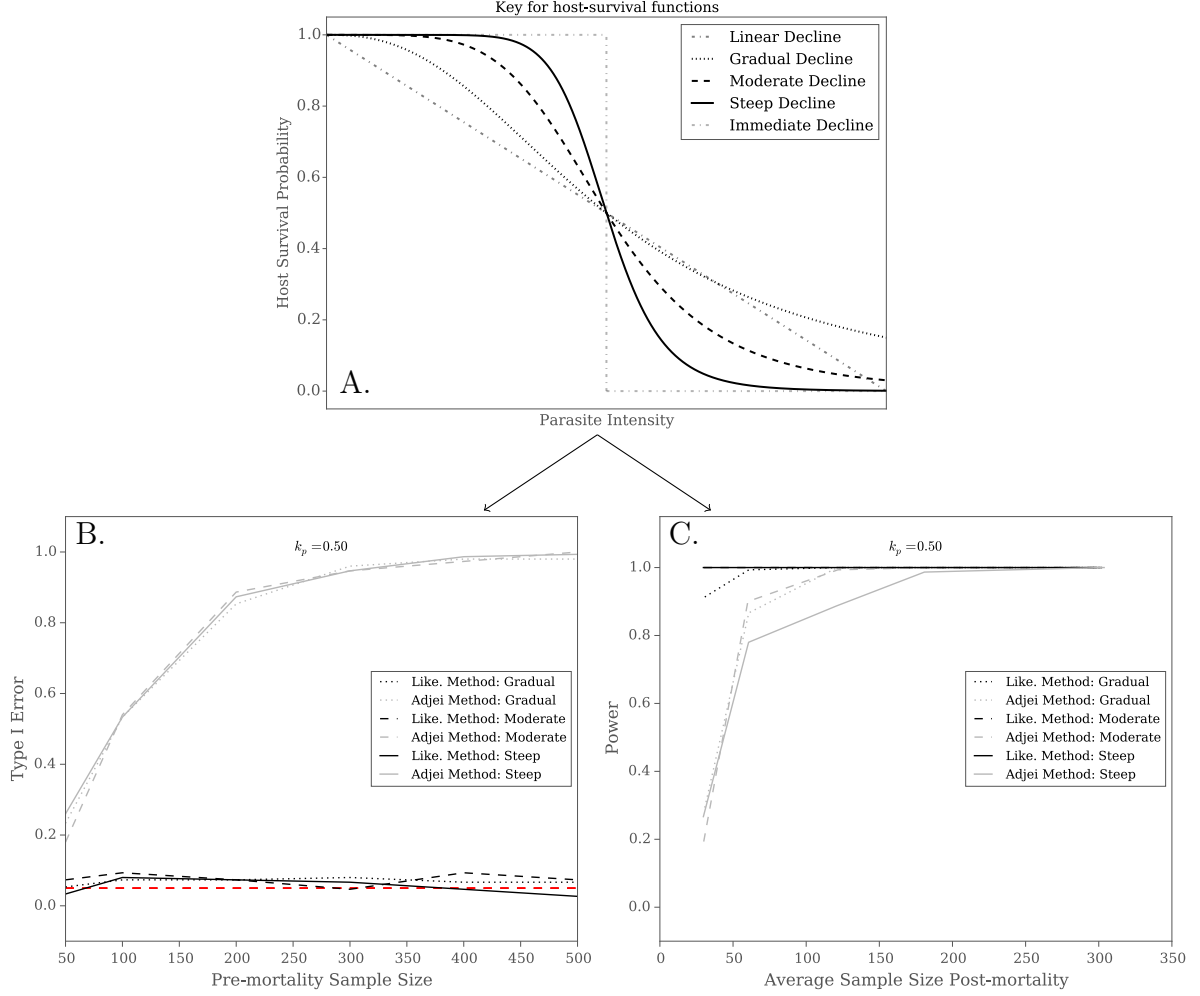 Key for host-survival functions
1.0
0.8
0.6
0.4
0.2
0.0
Host Survival Probability
Linear Decline
Gradual Decline
Moderate Decline
Steep Decline
Immediate Decline
A.
Parasite Intensity
B.
k_p =0.50
1.0
0.8
0.6
0.4
0.2
0.0
Type I Error
Like. Method: Gradual
Adjei Method: Gradual
Like. Method: Moderate
Adjei Method: Moderate
Like. Method: Steep
Adjei Method: Steep
50 100 150 200 250 300 350 400 450 500
Pre-mortality Sample Size
C.
k_p =0.50
1.0
0.8
0.6
0.4
0.2
0.0
Power
Like. Method: Gradual
Adjei Method: Gradual
Like. Method: Moderate
Adjei Method: Moderate
Like. Method: Steep
Adjei Method: Steep
0 50 100 150 200 250 300 350
Average Sample Size Post-mortality